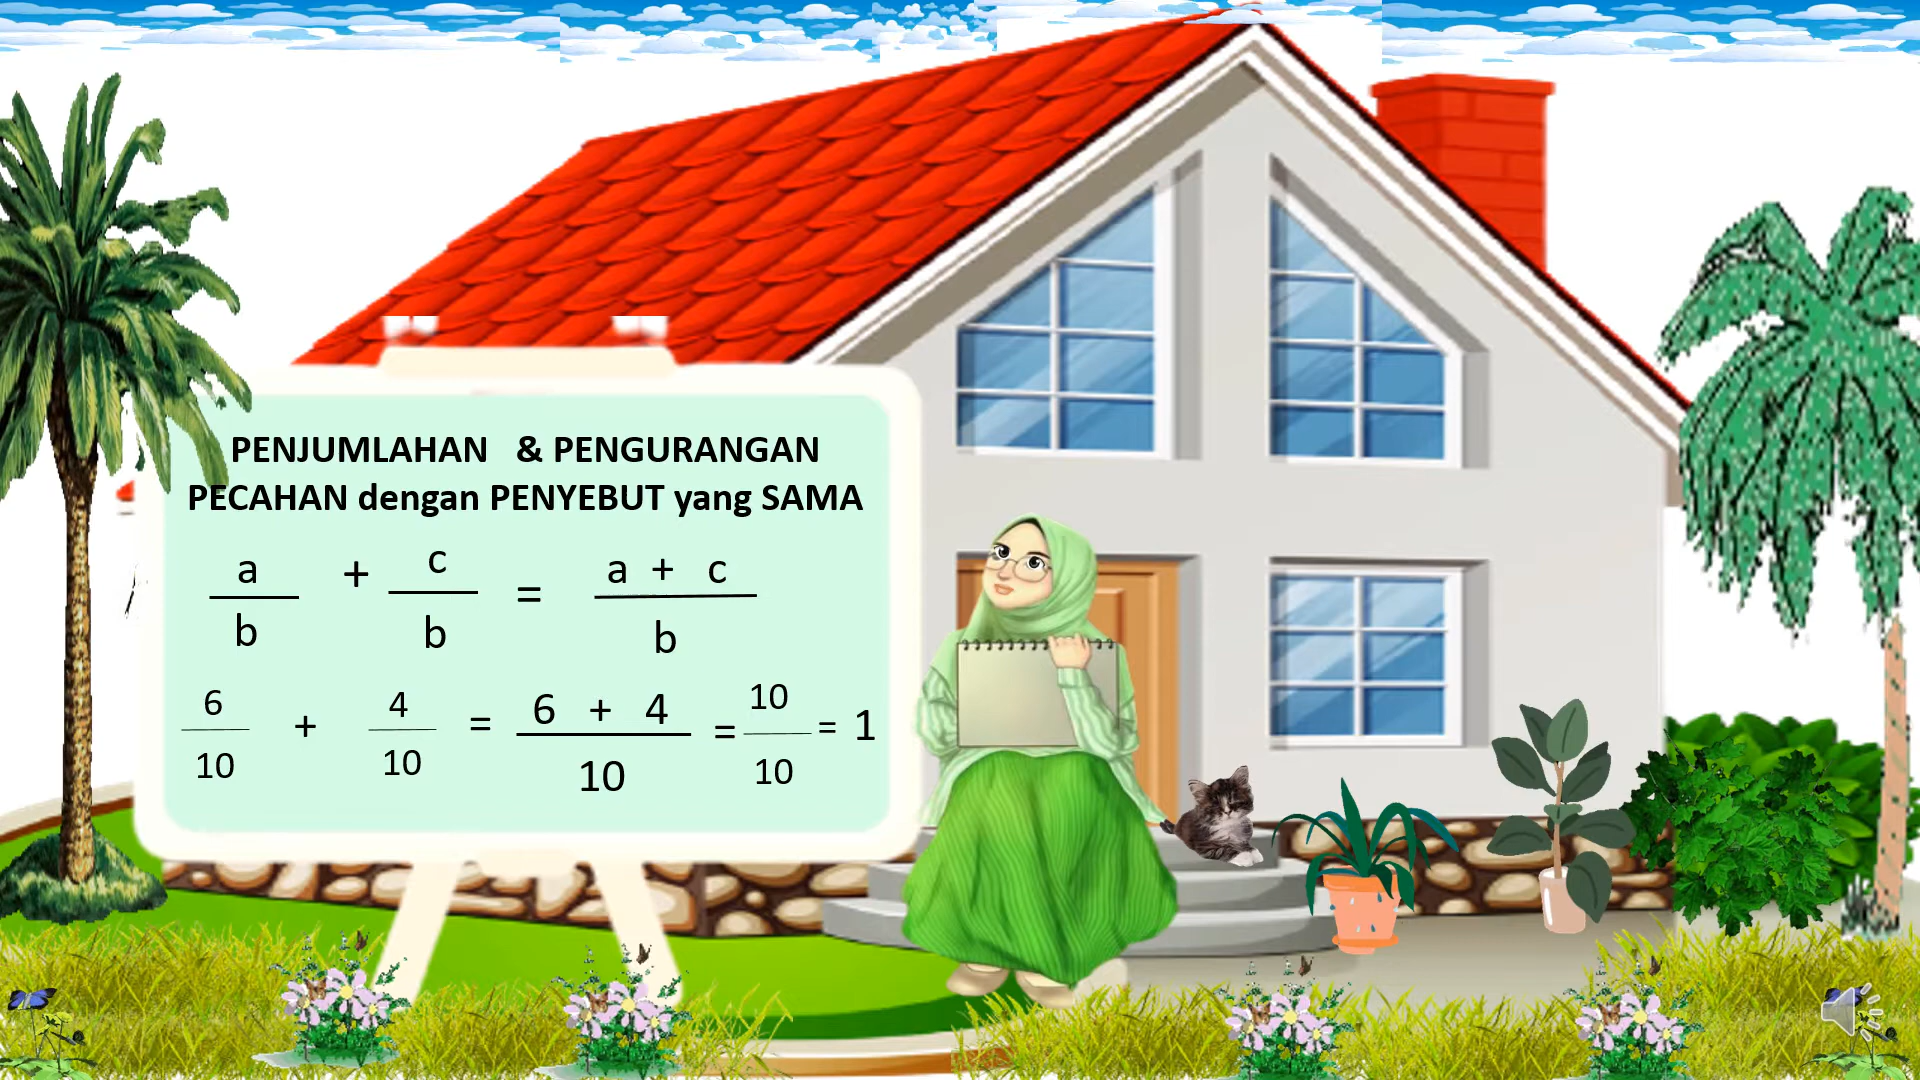 PENJUMLAHAN & PENGURANGAN
PECAHAN dengan PENYEBUT yang SAMA
a/b + c/b = a + c/b
6/10 + 4/10 = 6 + 4/10 = 10/10 = 1